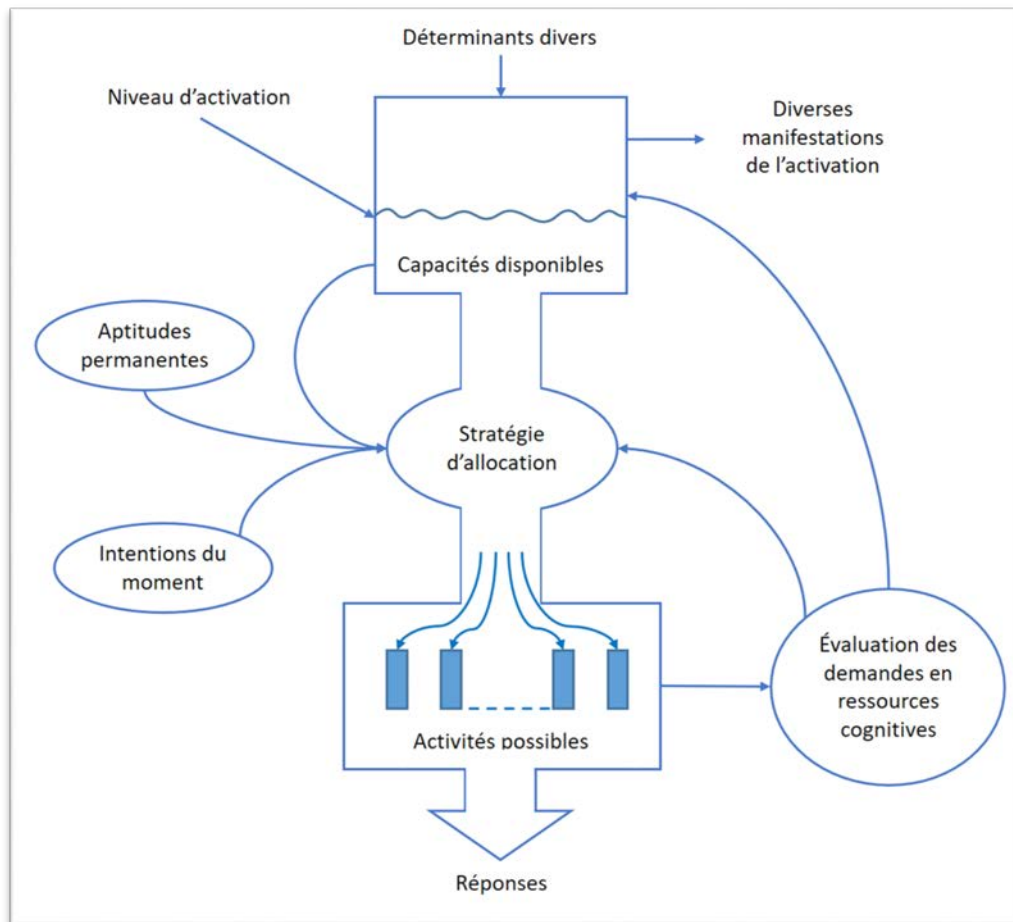 Déterminants divers
Niveau d’activation
Diverses
manifestations
de l’activation
Capacités disponibles
Aptitudes
permanentes
Stratégie
d’allocation
Intentions du
moment
Évaluation des
demandes en
ressources
cognitives
Activités possibles
Réponses